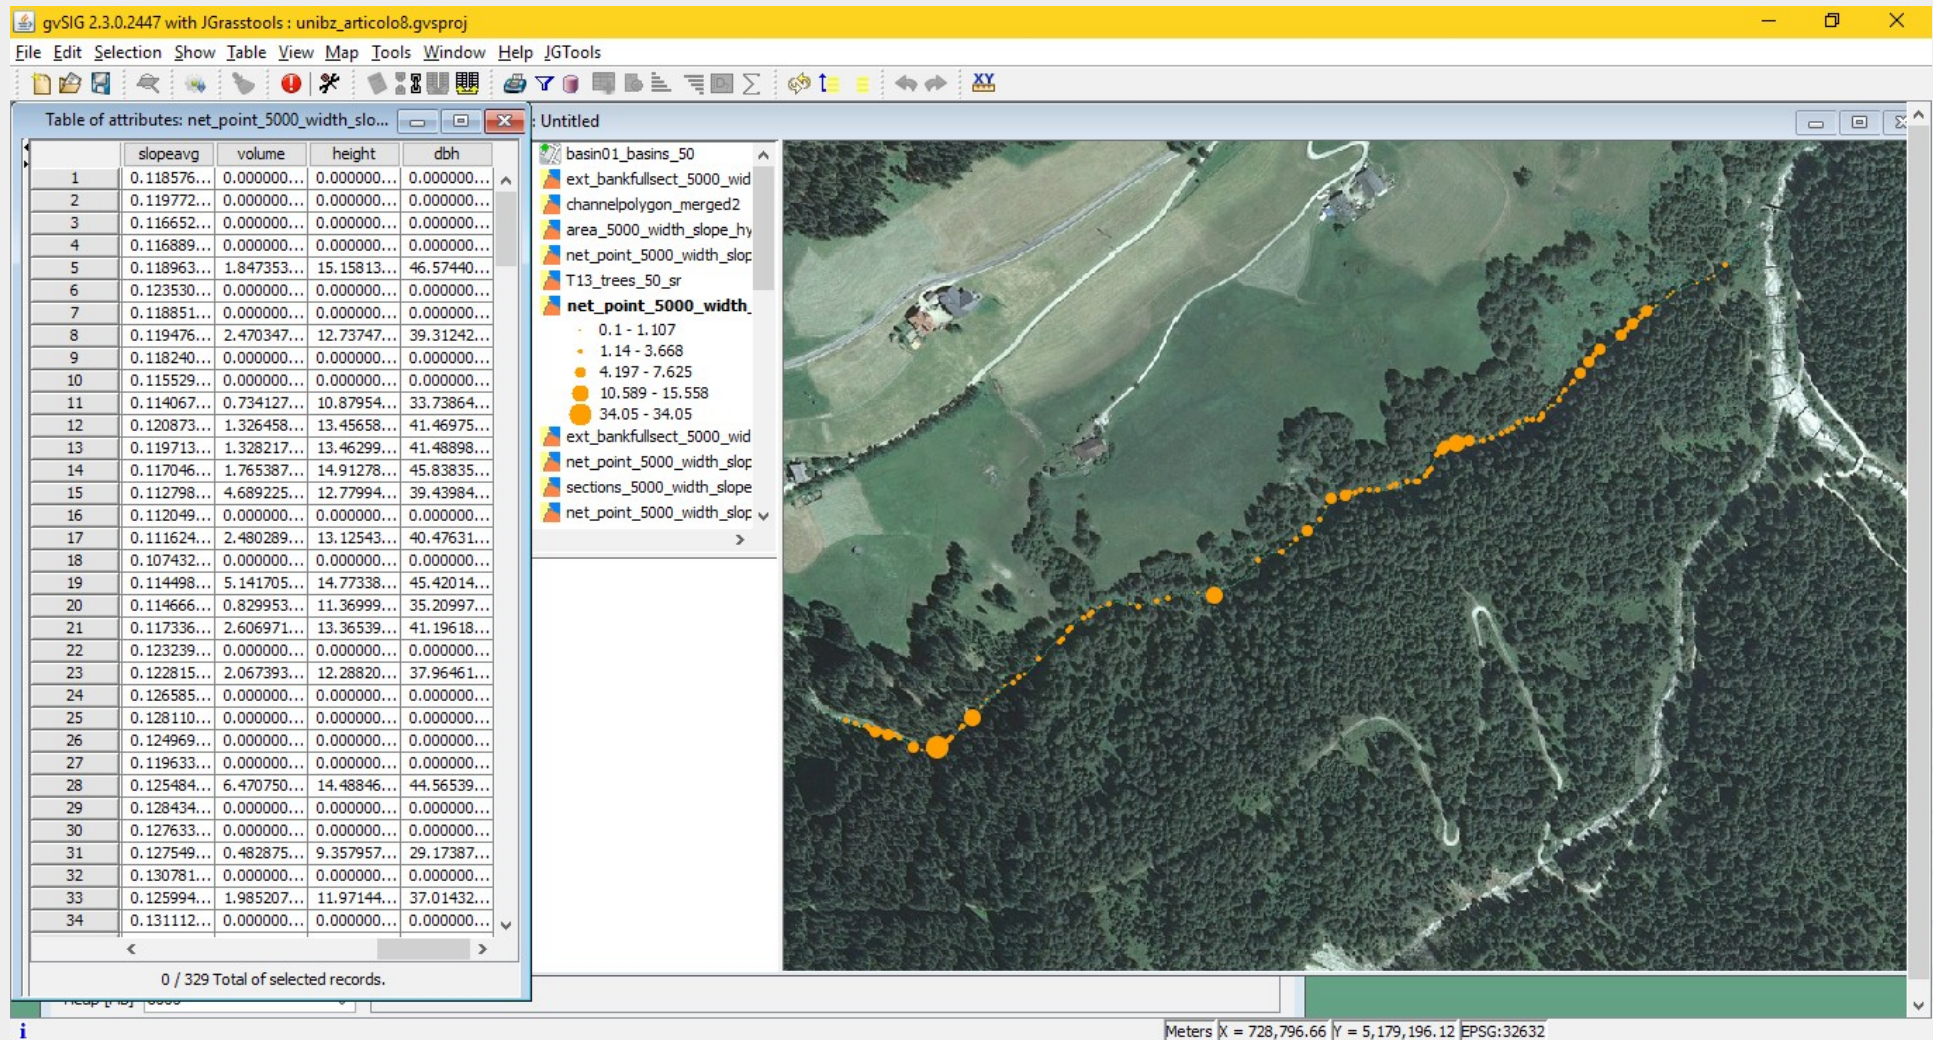 gvSIG 2.3.0.2447 with JGrasstools : unibz_articolo8.gvsproj
File Edit Selection Show Table View Map Tools Window Help JGTools
XY
Table of attributes: net_point_5000_width_slo...
slopeavg volume height dbh
1 0.118576... 0.000000... 0.000000... 0.000000...
2 0.119772... 0.000000... 0.000000... 0.000000...
3 0.116652... 0.000000... 0.000000... 0.000000...
4 0.116889... 0.000000... 0.000000... 0.000000...
5 0.118963... 1.847353... 15.15813... 46.57440...
6 0.123530... 0.000000... 0.000000... 0.000000...
7 0.118851... 0.000000... 0.000000... 0.000000...
8 0.119476... 2.470347... 12.73747... 39.31242...
9 0.118240... 0.000000... 0.000000... 0.000000...
10 0.115529... 0.000000... 0.000000... 0.000000...
11 0.114067... 0.734127... 10.87954... 33.73864...
12 0.120873... 1.326458... 13.45658... 41.46975...
13 0.119713... 1.328217... 13.46299... 41.48898...
14 0.117046... 1.765387... 14.91278... 45.83835...
15 0.112798... 4.689225... 12.77994... 39.43984...
16 0.112049... 0.000000... 0.000000... 0.000000...
17 0.111624... 2.480289... 13.12543... 40.47631...
18 0.107432... 0.000000... 0.000000... 0.000000...
19 0.114498... 5.141705... 14.77338... 45.42014...
20 0.114666... 0.829953... 11.36999... 35.20997...
21 0.117336... 2.606971... 13.36539... 41.19618...
22 0.123239... 0.000000... 0.000000... 0.000000...
23 0.122815... 2.067393... 12.28820... 37.96461...
24 0.126585... 0.000000... 0.000000... 0.000000...
25 0.128110... 0.000000... 0.000000... 0.000000...
26 0.124969... 0.000000... 0.000000... 0.000000...
27 0.119633... 0.000000... 0.000000... 0.000000...
28 0.125484... 6.470750... 14.48846... 44.56539...
29 0.128434... 0.000000... 0.000000... 0.000000...
30 0.127633... 0.000000... 0.000000... 0.000000...
31 0.127549... 0.482875... 9.357957... 29.17387...
32 0.130781... 0.000000... 0.000000... 0.000000...
33 0.125994... 1.985207... 11.97144... 37.01432...
34 0.131112... 0.000000... 0.000000... 0.000000...
0 / 329 Total of selected records.
: Untitled
basin01_basins_50
ext_bankfullsect_5000_wid
channelpolygon_merged2
area_5000_width_slope_hy
net_point_5000_width_slop
T13_trees_50_sr
net_point_5000_width_
0.1 - 1.107
1.14 - 3.668
4.197 - 7.625
10.589 - 15.558
34.05 - 34.05
ext_bankfullsect_5000_wid
net_point_5000_width_slop
sections_5000_width_slope
net_point_5000_width_slop
Meters X = 728,796.66 Y = 5,179,196.12 EPSG:32632